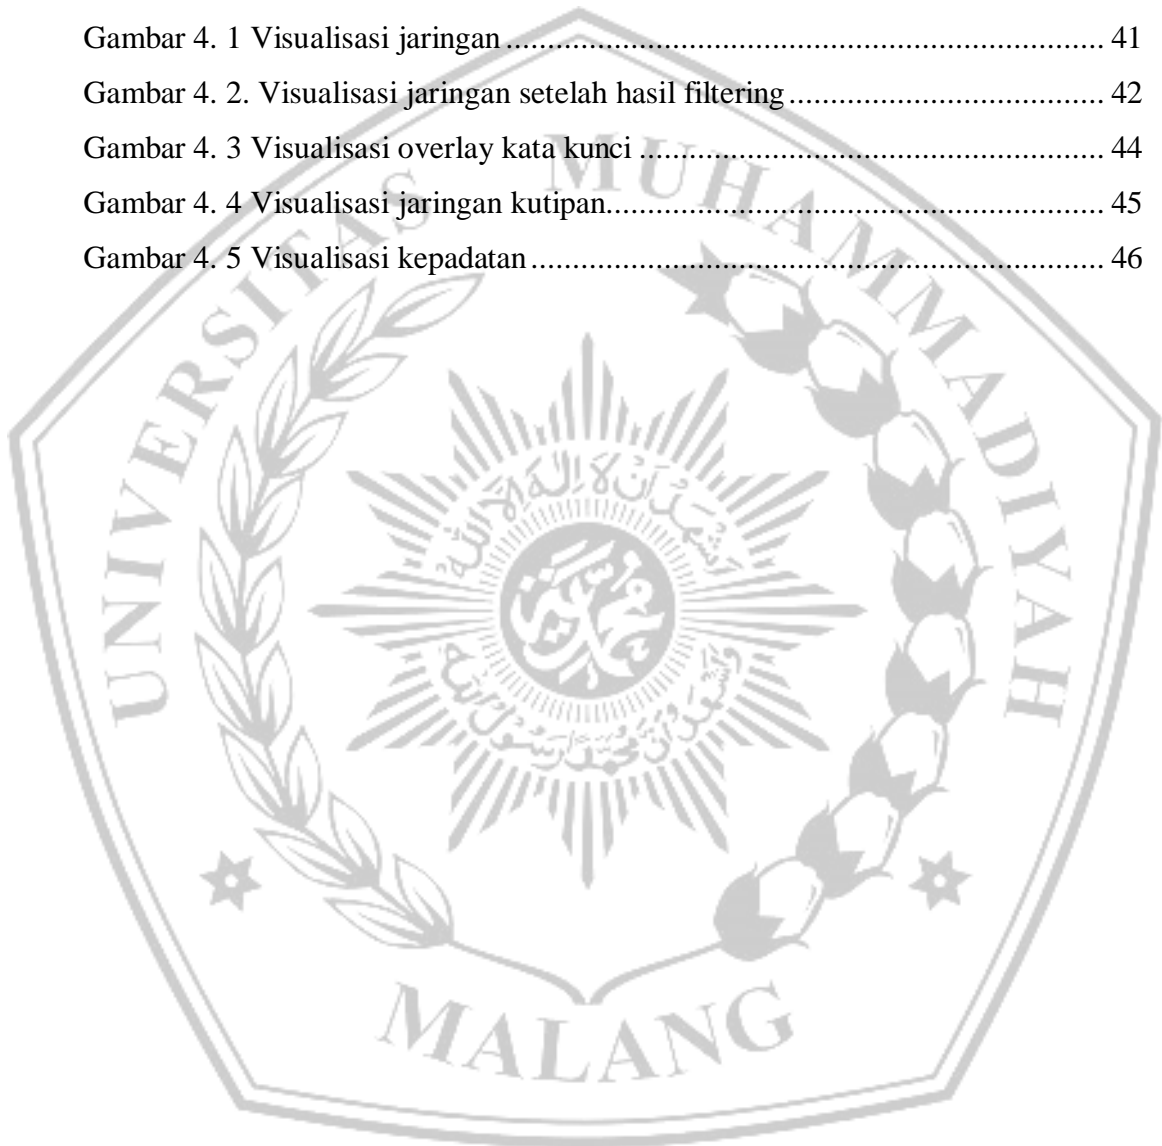 Gambar 4. 1 Visualisasi jaringan ........................................................................... 41
Gambar 4. 2. Visualisasi jaringan setelah hasil filtering ....................................... 42
Gambar 4. 3 Visualisasi overlay kata kunci .......................................................... 44
Gambar 4. 4 Visualisasi jaringan kutipan.............................................................. 45
Gambar 4. 5 Visualisasi kepadatan ....................................................................... 46
UNIVERSITAS MUHAMMADIYAH
MALANG